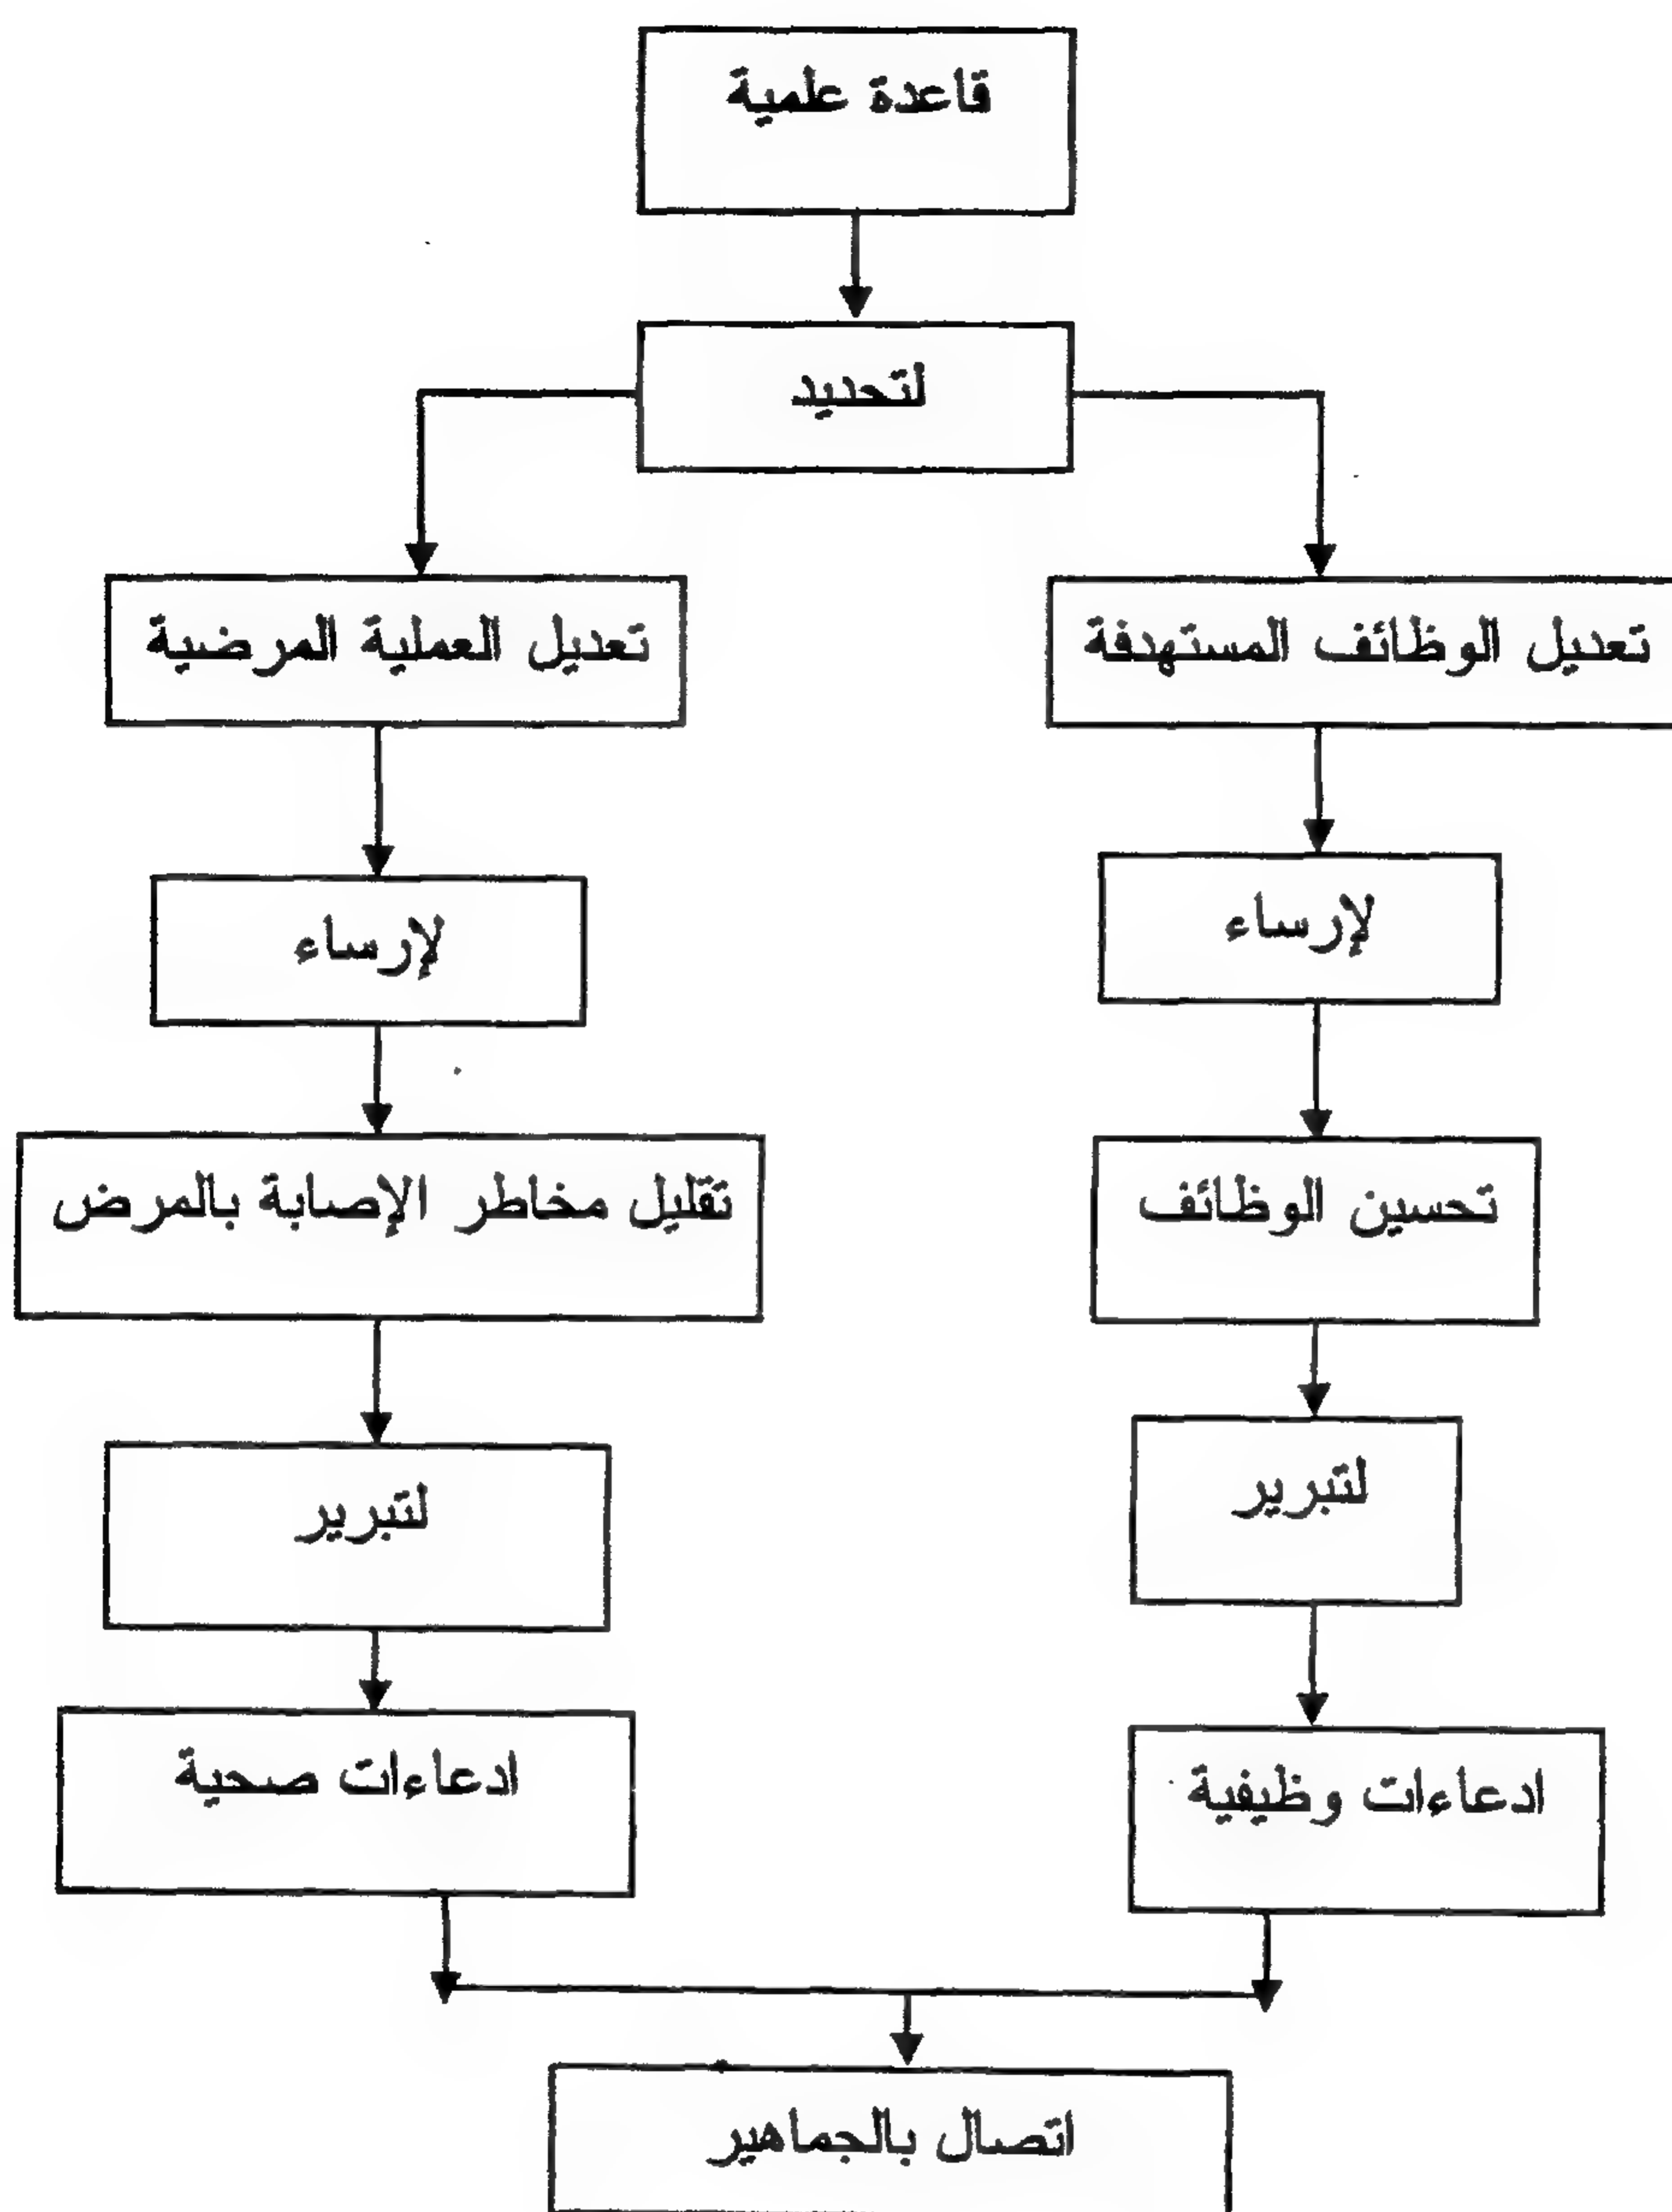 قاعدة علمية
لتحديد
تعديل الوظائف المستهدفة
تعديل العملية المرضية
لإرساء
لإرساء
تحسين الوظائف
تقليل مخاطر الإصابة بالمرض
لتبرير
لتبرير
ادعاءات وظيفية
ادعاءات صحية
اتصال بالجماهير